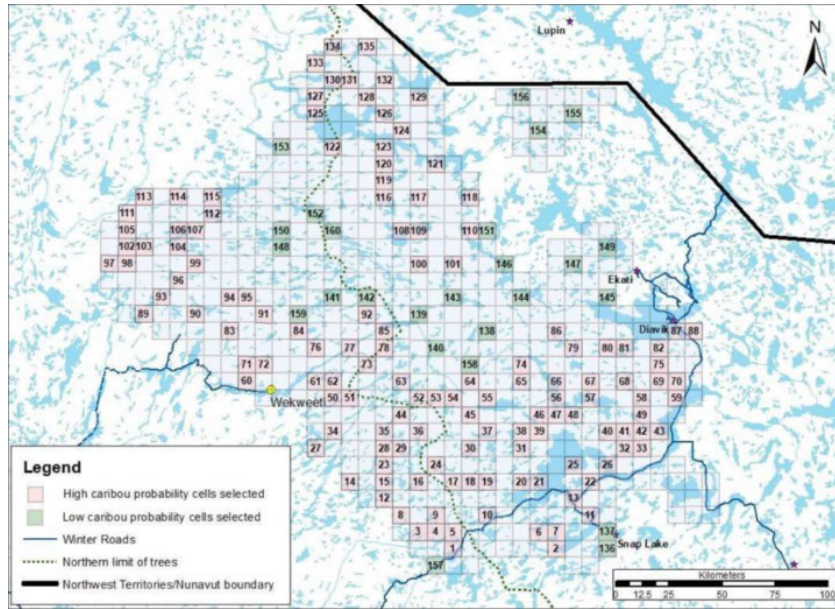 Lupin
N
134 135
133
130 131 132
127 128 129 156
125 126 155
124 154
153 122 123
120 121
119
113 114 115 116 117 118
111 112 152
105 106 107 150 160 108 109 110 151
102 103 104 148 149
97 98 99 100 101 146 147
Ekati
96
93 94 95 141 142 143 144 145
89 90 91 159 92 139
Diavik
83 84 85 138 86 87 88
76 77 78 140 79 80 81 82
71 72 73 158 74 75
60 61 62 63 64 65 66 67 68 69 70
Wekweeti
50 51 52 53 54 55 56 57 58 59
44 45 46 47 48 49
34 35 36 37 38 39 40 41 42 43
27 28 29 30 31 32 33
23 24 25 26
14 15 16 17 18 19 20 21 22
12 13
8 9 10 11
3 4 5 6 7 137
Snap Lake
1 2 136
157
Legend
High caribou probability cells selected
Low caribou probability cells selected
Winter Roads
Northern limit of trees
Northwest Territories/Nunavut boundary
Kilometers
0 12.5 25 50 75 100